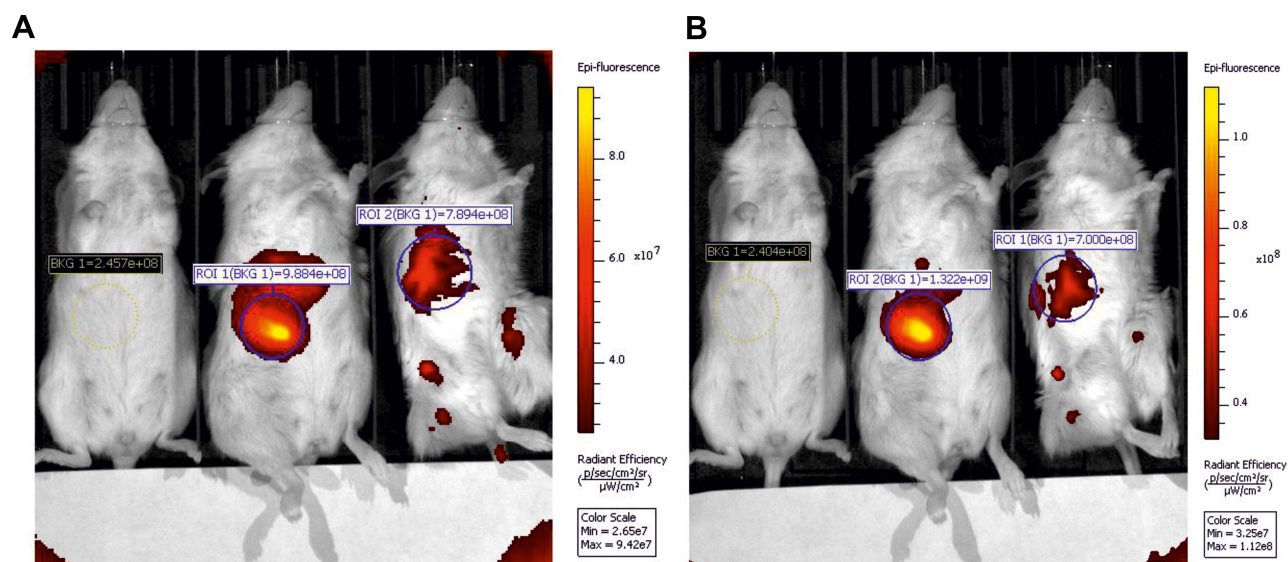 A
B
Epi-fluorescence
8.0
6.0
x10⁷
4.0
ROI 2(BKG 1)=7.894e+08
BKG 1=2.457e+08
ROI 1(BKG 1)=9.884e+08
Radiant Efficiency
(p/sec/cm²/sr
µW/cm²)
Color Scale
Min = 2.65e7
Max = 9.42e7
Epi-fluorescence
1.0
0.8
x10⁸
0.6
0.4
ROI 1(BKG 1)=7.000e+08
BKG 1=2.404e+08
ROI 2(BKG 1)=1.322e+09
Radiant Efficiency
(p/sec/cm²/sr
µW/cm²)
Color Scale
Min = 3.25e7
Max = 1.12e8